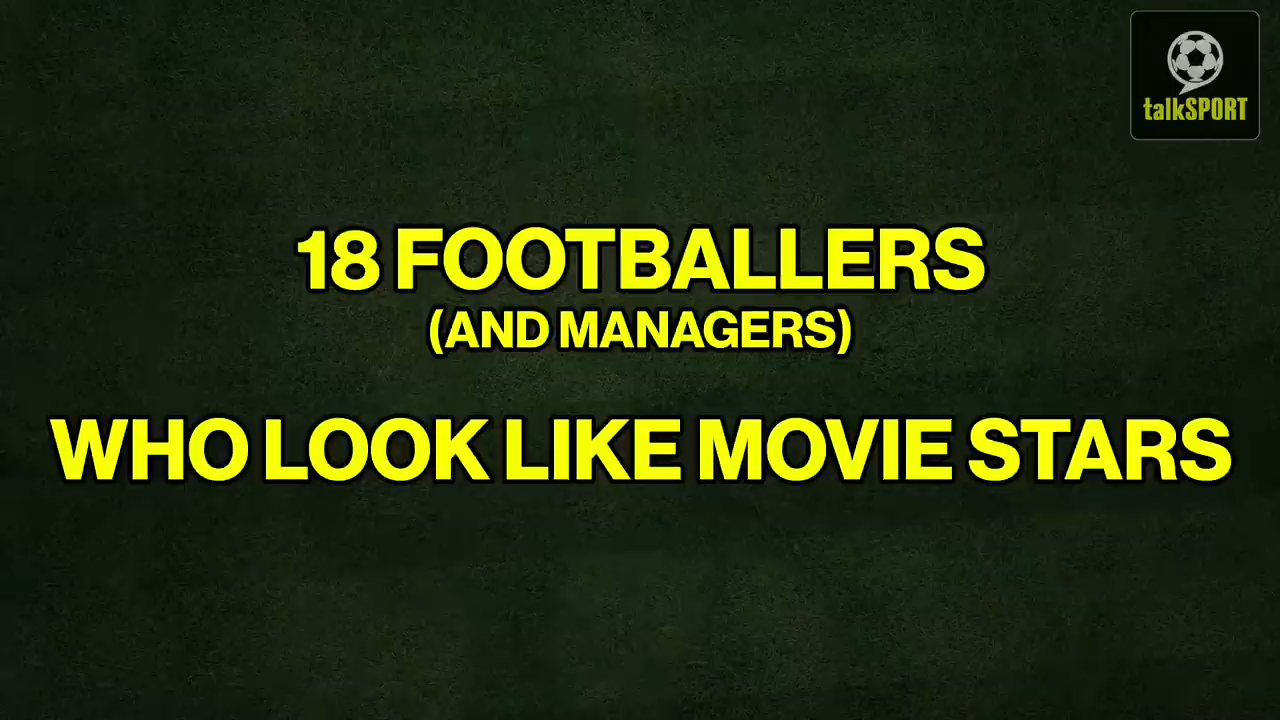 talkSPORT
18 FOOTBALLERS
(AND MANAGERS)
WHO LOOK LIKE MOVIE STARS